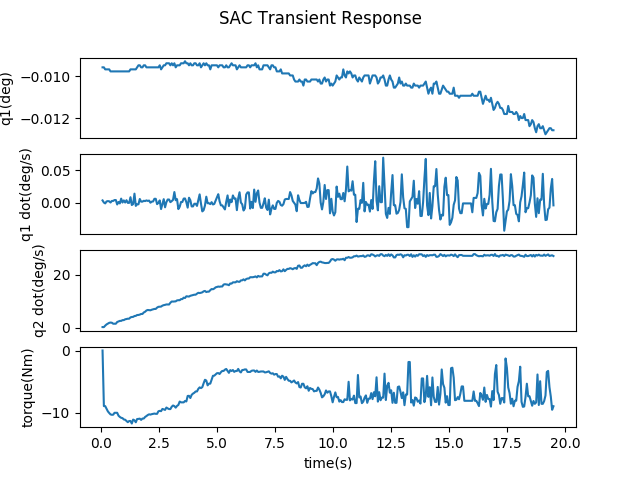 SAC Transient Response
q1(deg)
−0.010
−0.012
q1 dot(deg/s)
0.05
0.00
q2 dot(deg/s)
20
0
torque(Nm)
0
−10
0.0 2.5 5.0 7.5 10.0 12.5 15.0 17.5 20.0
time(s)